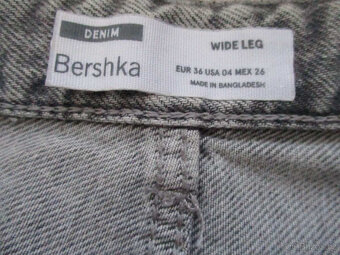 DENIM
Bershka
WIDE LEG
EUR 36 USA 04 MEX 26
MADE IN BANGLADESH